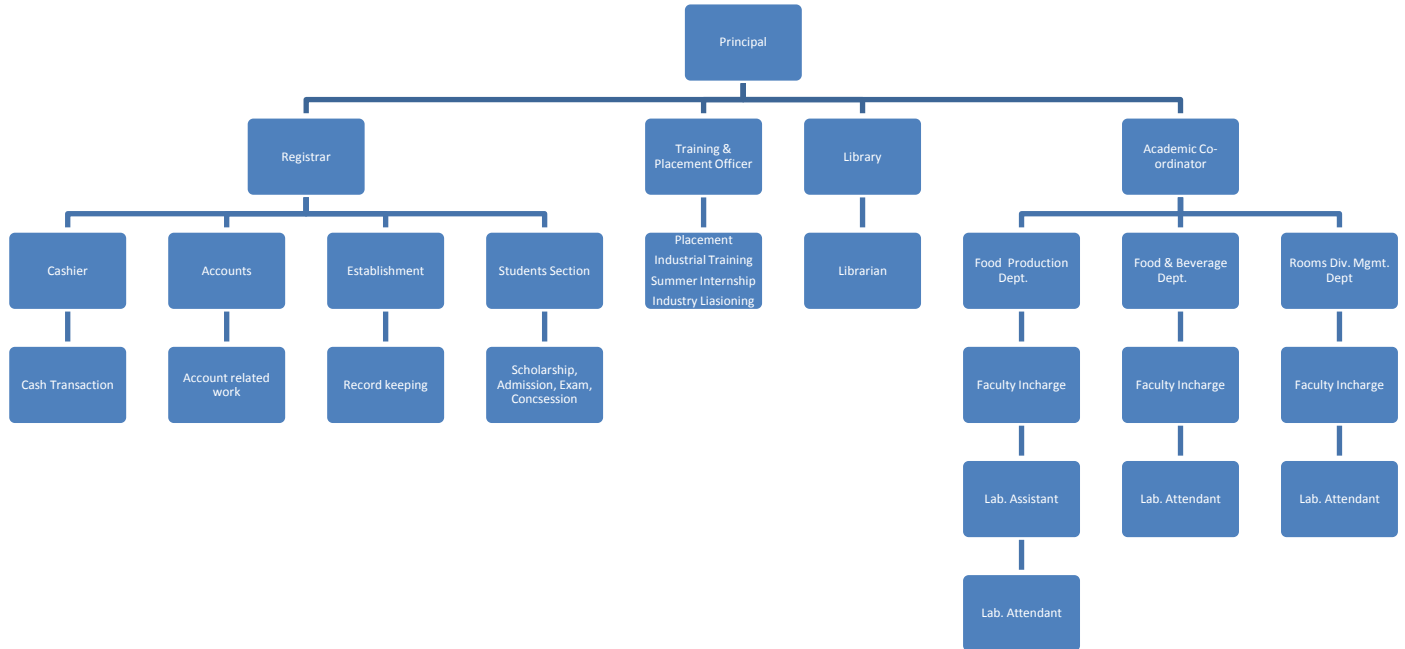 Principal
Registrar
Training &
Placement Officer
Library
Academic Co-
ordinator
Cashier
Accounts
Establishment
Students Section
Placement
Industrial Training
Summer Internship
Industry Liasioning
Librarian
Food  Production
Dept.
Food & Beverage
Dept.
Rooms Div. Mgmt.
Dept
Cash Transaction
Account related
work
Record keeping
Scholarship,
Admission, Exam,
Concsession
Faculty Incharge
Faculty Incharge
Faculty Incharge
Lab. Assistant
Lab. Attendant
Lab. Attendant
Lab. Attendant